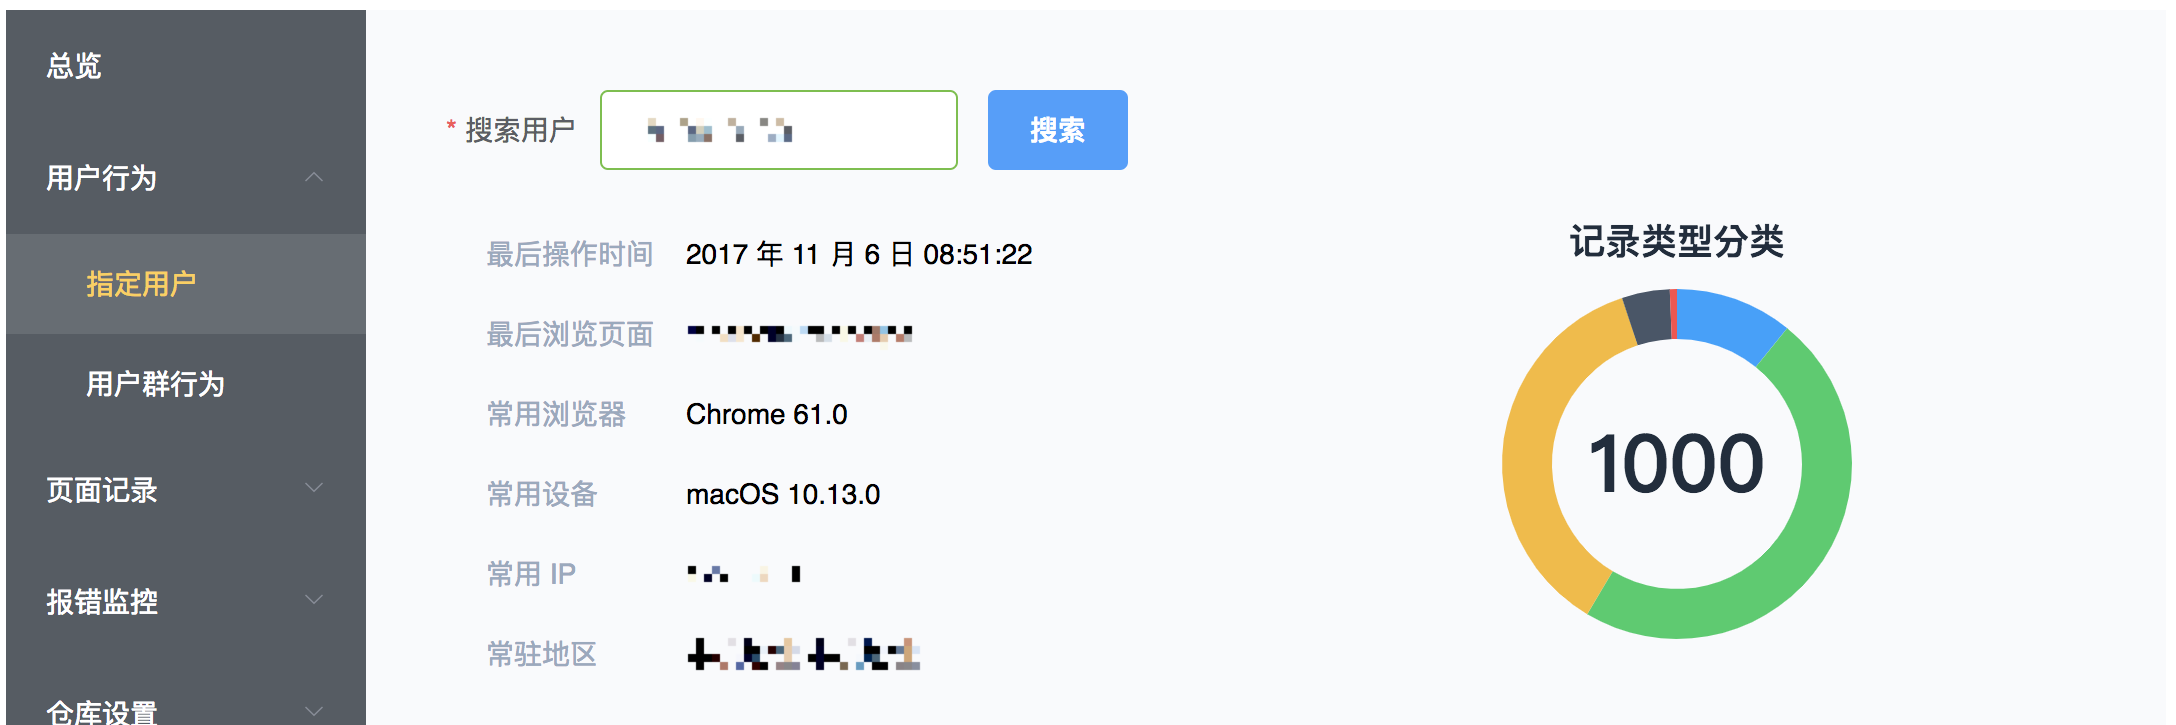 总览
用户行为
指定用户
用户群行为
页面记录
报错监控
仓库设置
* 搜索用户
搜索
最后操作时间 2017 年 11 月 6 日 08:51:22
最后浏览页面
常用浏览器 Chrome 61.0
常用设备 macOS 10.13.0
常用 IP
常驻地区
记录类型分类
1000